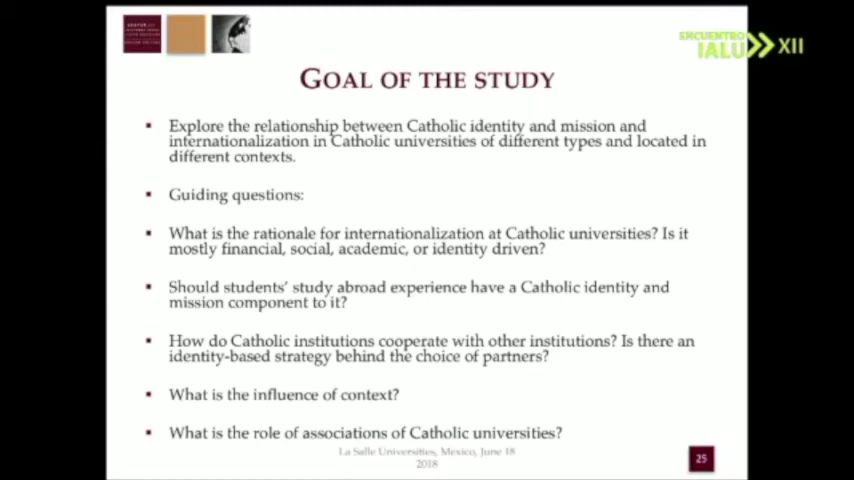 ENCUENTRO
IALU XII
GOAL OF THE STUDY
▪ Explore the relationship between Catholic identity and mission and
internationalization in Catholic universities of different types and located in
different contexts.
▪ Guiding questions:
▪ What is the rationale for internationalization at Catholic universities? Is it
mostly financial, social, academic, or identity driven?
▪ Should students' study abroad experience have a Catholic identity and
mission component to it?
▪ How do Catholic institutions cooperate with other institutions? Is there an
identity-based strategy behind the choice of partners?
▪ What is the influence of context?
▪ What is the role of associations of Catholic universities?
La Salle Universities, Mexico, June 18
2018
25